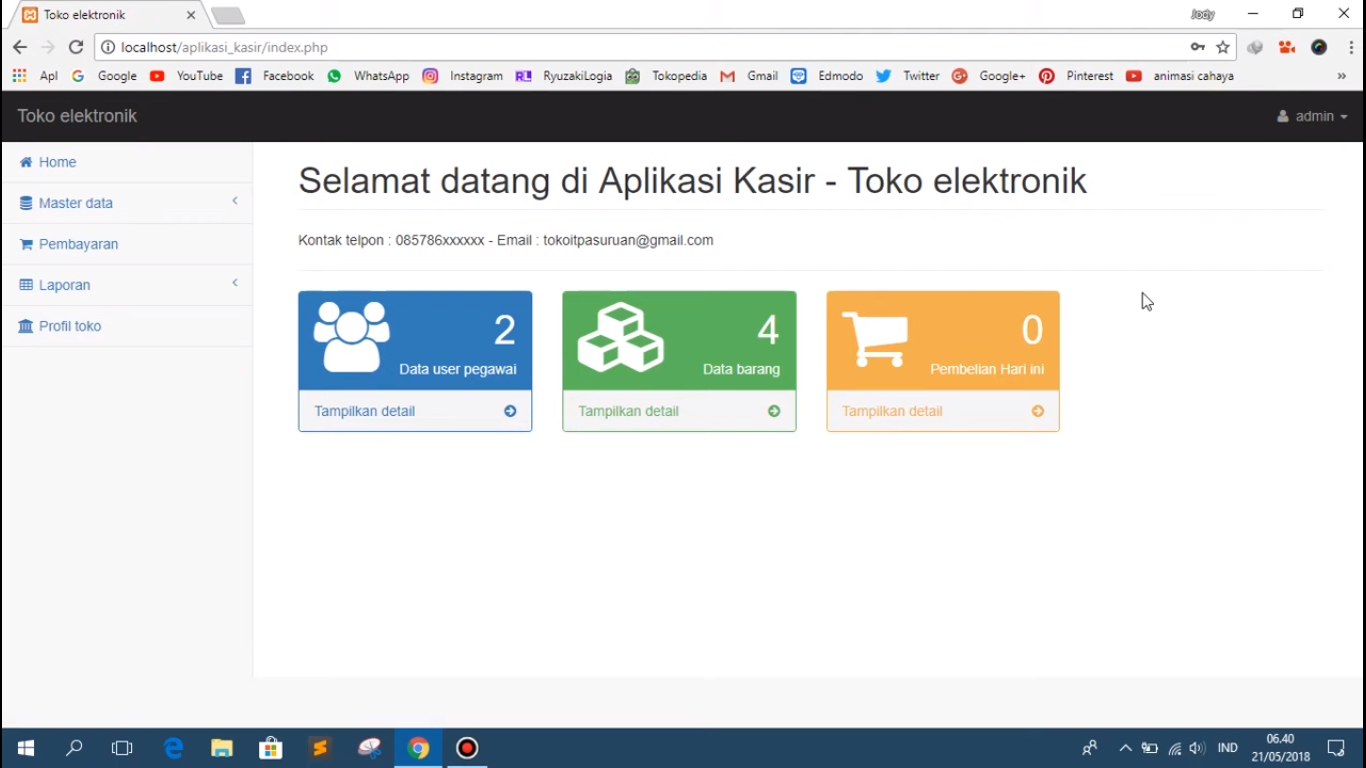 Toko elektronik
Jody
localhost/aplikasi_kasir/index.php
Apl Google YouTube Facebook WhatsApp Instagram RyuzakiLogia Tokopedia Gmail Edmodo Twitter Google+ Pinterest animasi cahaya »
Toko elektronik
admin
Home
Master data
Pembayaran
Laporan
Profil toko
Selamat datang di Aplikasi Kasir - Toko elektronik
Kontak telpon : 085786xxxxxx - Email : tokoitpasuruan@gmail.com
2
Data user pegawai
Tampilkan detail
4
Data barang
Tampilkan detail
0
Pembelian Hari ini
Tampilkan detail
IND
06.40
21/05/2018